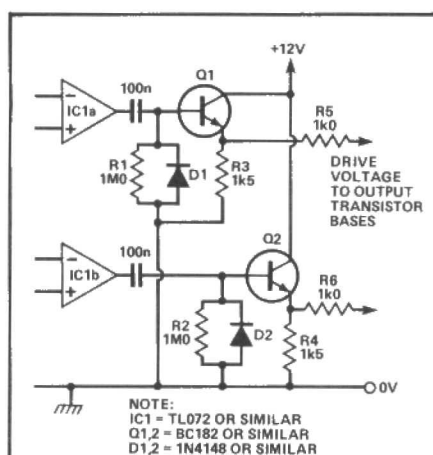 +12V
Q1
100n
IC1a
R5
1k0
R1
1M0
D1
R3
1k5
DRIVE
VOLTAGE
TO OUTPUT
TRANSISTOR
BASES
Q2
100n
IC1b
R6
1k0
R2
1M0
D2
R4
1k5
0V
NOTE:
IC1 = TL072 OR SIMILAR
Q1,2 = BC182 OR SIMILAR
D1,2 = 1N4148 OR SIMILAR